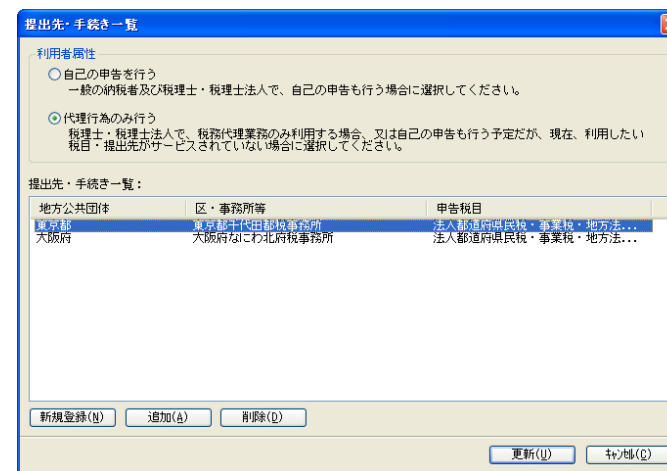 提出先・手続き一覧
利用者属性
自己の申告を行う
一般の納税者及び税理士・税理士法人で、自己の申告も行う場合に選択してください。
代理行為のみ行う
税理士・税理士法人で、税務代理業務のみ利用する場合、又は自己の申告も行う予定だが、現在、利用したい
税目・提出先がサービスされていない場合に選択してください。
提出先・手続き一覧：
地方公共団体 区・事務所等 申告税目
東京都 東京都千代田都税事務所 法人都道府県民税・事業税・地方法...
大阪府 大阪府なにわ北府税事務所 法人都道府県民税・事業税・地方法...
新規登録(N) 追加(A) 削除(D)
更新(U) ｷｬﾝｾﾙ(C)